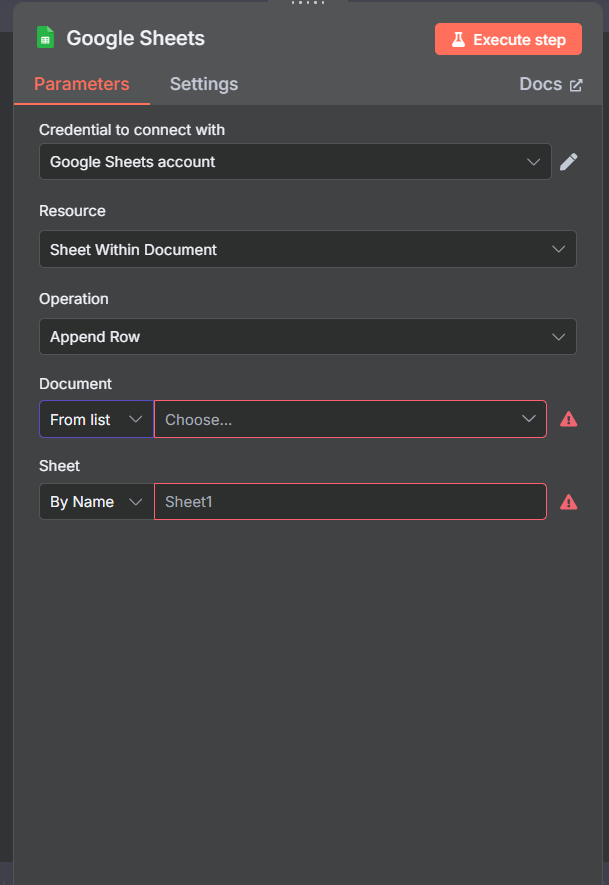 Google Sheets
Execute step
Parameters Settings Docs
Credential to connect with
Google Sheets account
Resource
Sheet Within Document
Operation
Append Row
Document
From list Choose...
Sheet
By Name Sheet1